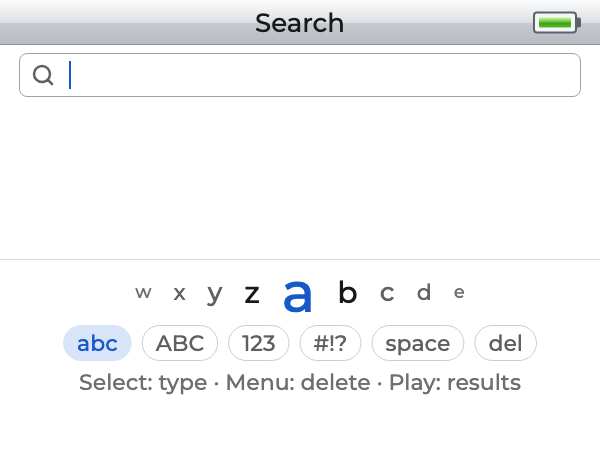 Search
w x y z a b c d e
abc ABC 123 #!? space del
Select: type · Menu: delete · Play: results